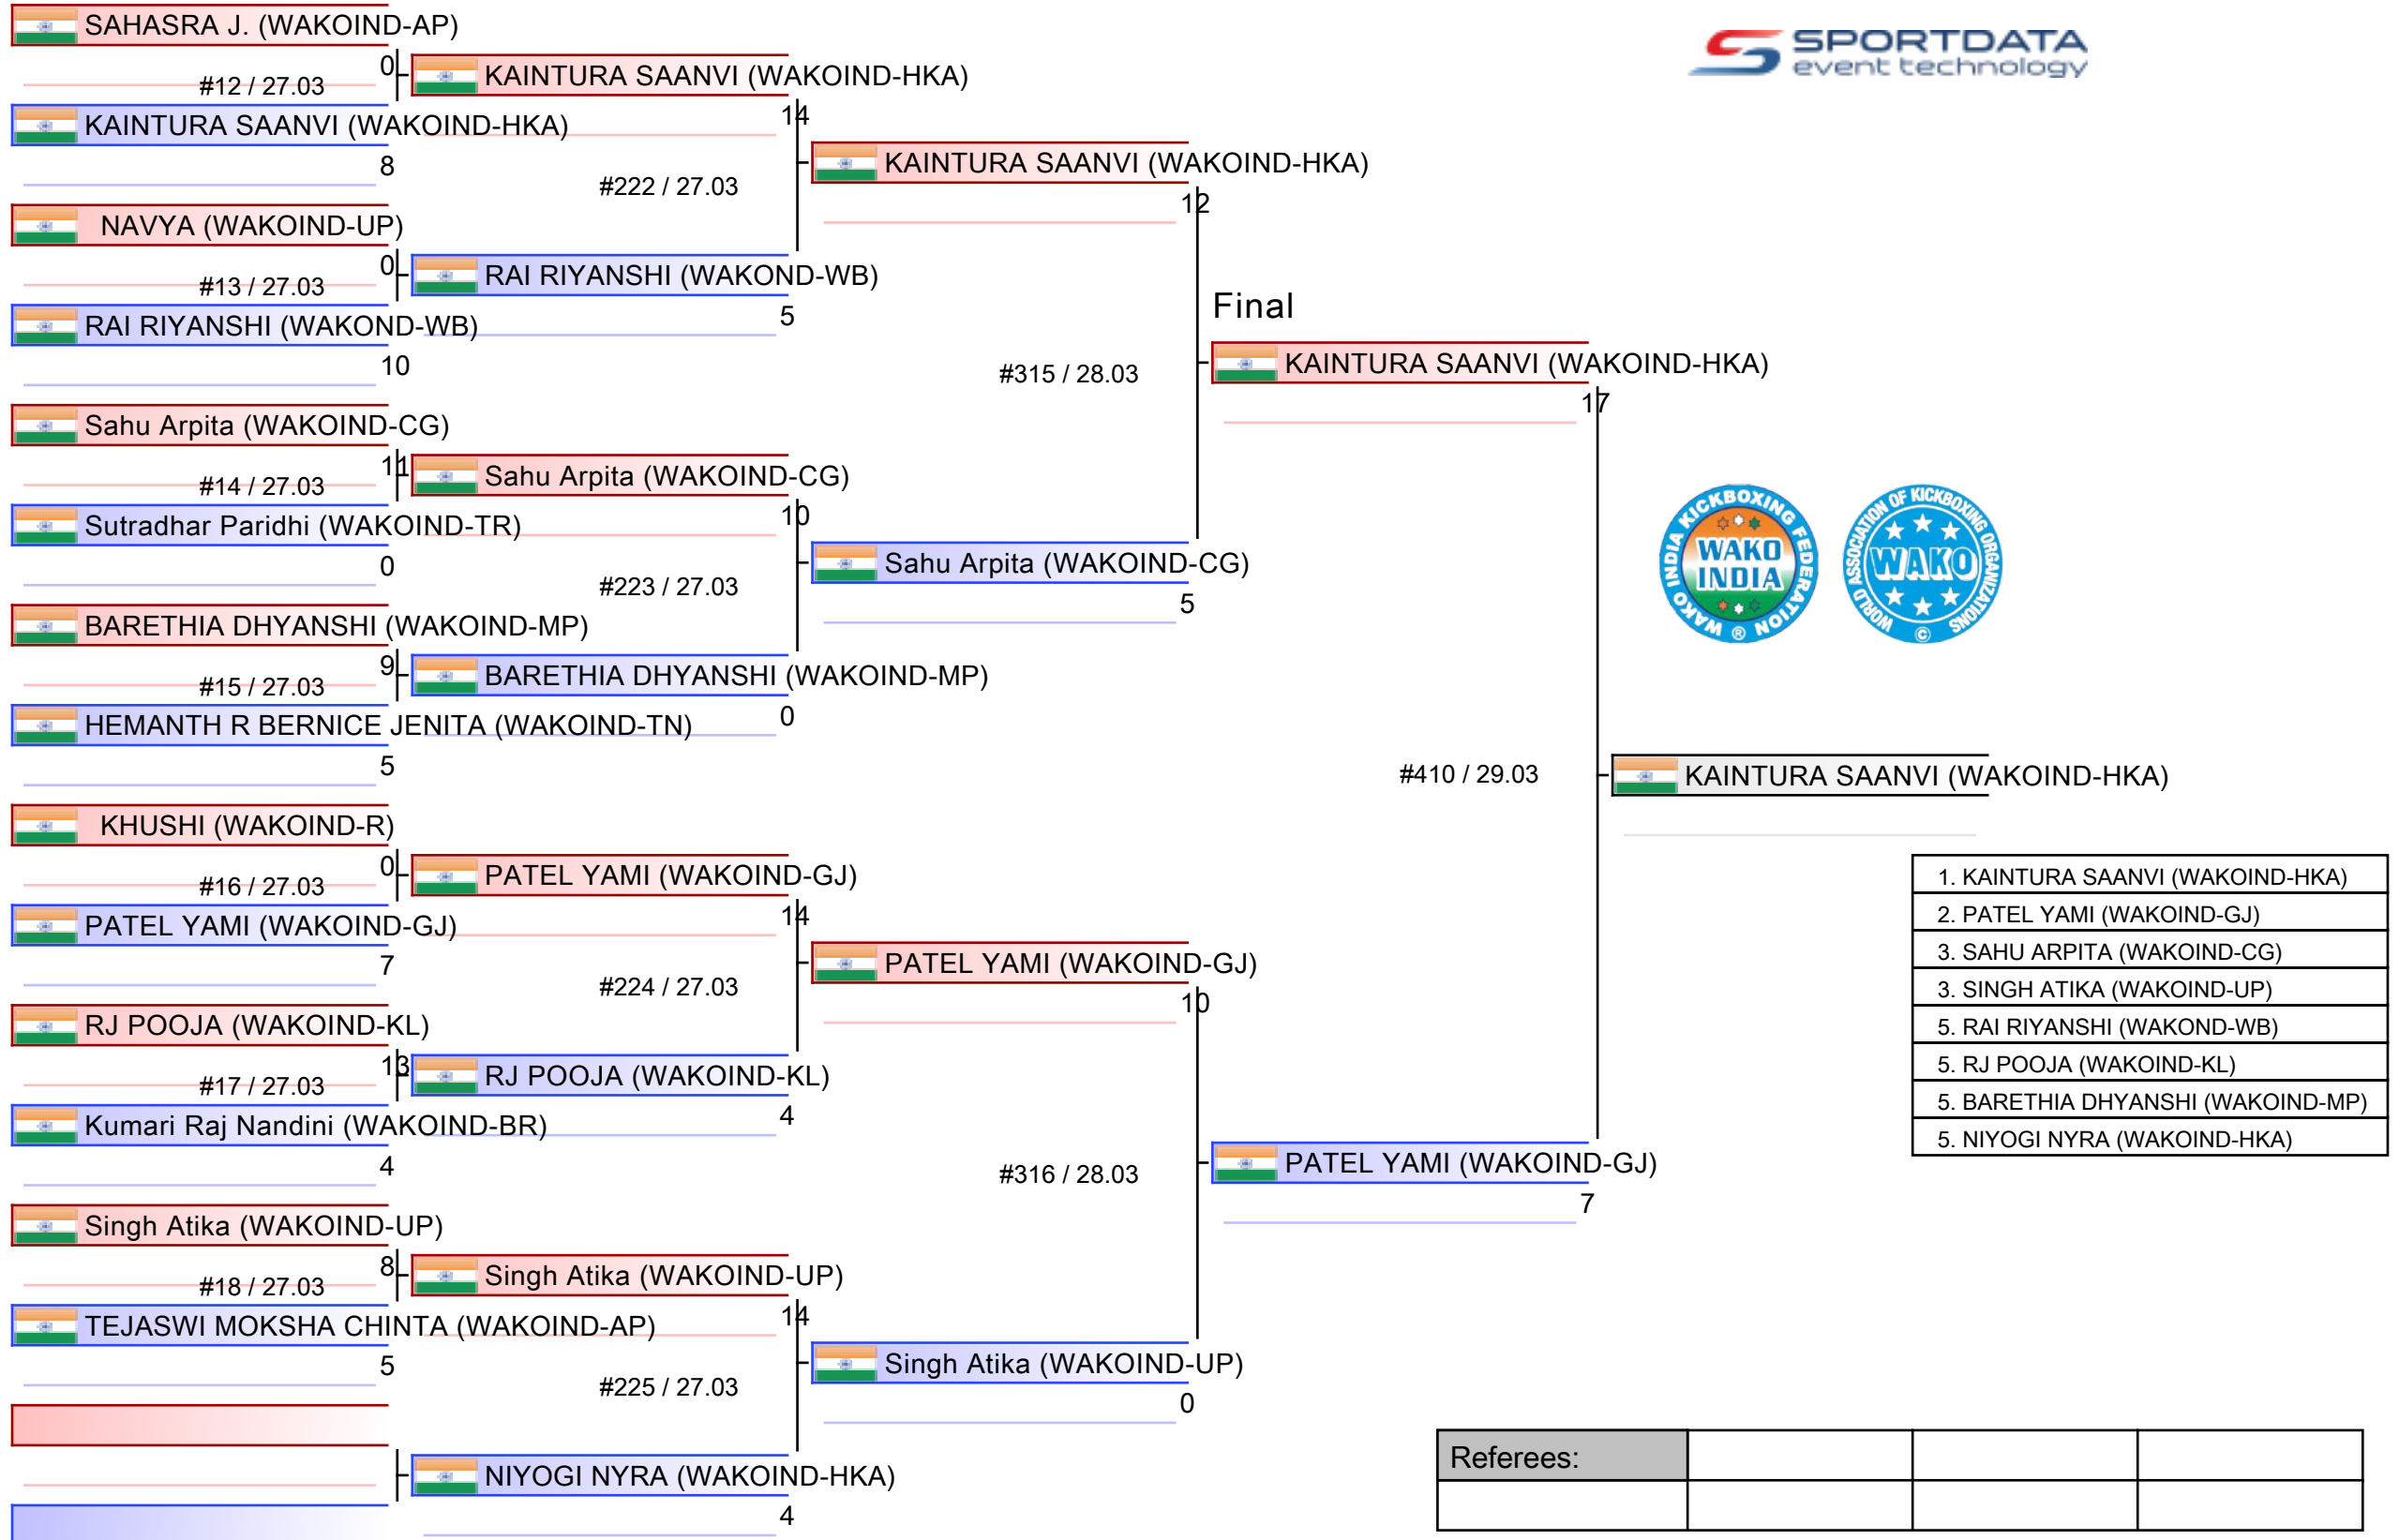 SPORTDATA
event technology
SAHASRA J. (WAKOIND-AP)
0
#12 / 27.03
KAINTURA SAANVI (WAKOIND-HKA)
8
NAVYA (WAKOIND-UP)
0
#13 / 27.03
RAI RIYANSHI (WAKOND-WB)
10
Sahu Arpita (WAKOIND-CG)
11
#14 / 27.03
Sutradhar Paridhi (WAKOIND-TR)
0
BARETHIA DHYANSHI (WAKOIND-MP)
9
#15 / 27.03
HEMANTH R BERNICE JENITA (WAKOIND-TN)
5
KHUSHI (WAKOIND-R)
0
#16 / 27.03
PATEL YAMI (WAKOIND-GJ)
7
RJ POOJA (WAKOIND-KL)
13
#17 / 27.03
Kumari Raj Nandini (WAKOIND-BR)
4
Singh Atika (WAKOIND-UP)
8
#18 / 27.03
TEJASWI MOKSHA CHINTA (WAKOIND-AP)
5
KAINTURA SAANVI (WAKOIND-HKA)
14
#222 / 27.03
RAI RIYANSHI (WAKOND-WB)
5
Sahu Arpita (WAKOIND-CG)
10
#223 / 27.03
BARETHIA DHYANSHI (WAKOIND-MP)
0
PATEL YAMI (WAKOIND-GJ)
14
#224 / 27.03
RJ POOJA (WAKOIND-KL)
4
Singh Atika (WAKOIND-UP)
14
#225 / 27.03
NIYOGI NYRA (WAKOIND-HKA)
4
KAINTURA SAANVI (WAKOIND-HKA)
12
#315 / 28.03
Sahu Arpita (WAKOIND-CG)
5
PATEL YAMI (WAKOIND-GJ)
10
#316 / 28.03
Singh Atika (WAKOIND-UP)
0
Final
KAINTURA SAANVI (WAKOIND-HKA)
17
#410 / 29.03
PATEL YAMI (WAKOIND-GJ)
7
WAKO INDIA KICKBOXING FEDERATION ®
WAKO
INDIA
WORLD ASSOCIATION OF KICKBOXING ORGANIZATIONS ©
WAKO
KAINTURA SAANVI (WAKOIND-HKA)
1. KAINTURA SAANVI (WAKOIND-HKA)
2. PATEL YAMI (WAKOIND-GJ)
3. SAHU ARPITA (WAKOIND-CG)
3. SINGH ATIKA (WAKOIND-UP)
5. RAI RIYANSHI (WAKOND-WB)
5. RJ POOJA (WAKOIND-KL)
5. BARETHIA DHYANSHI (WAKOIND-MP)
5. NIYOGI NYRA (WAKOIND-HKA)
Referees: